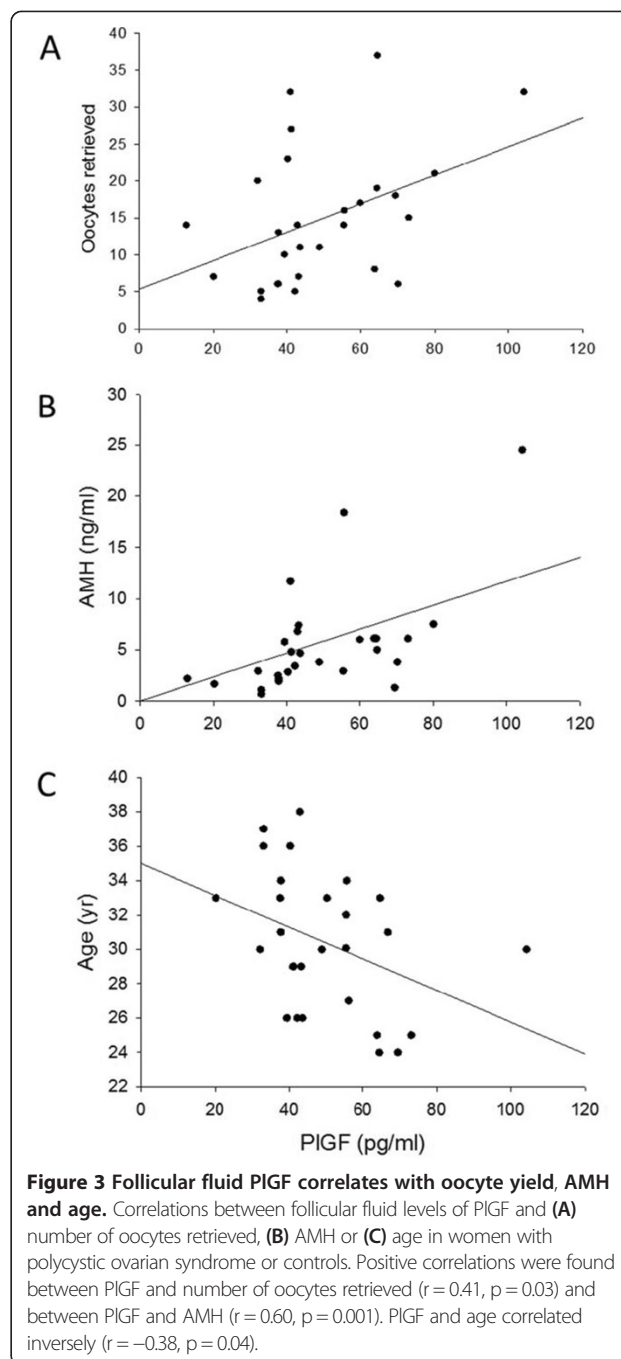 A
40
35
30
25
20
15
10
5
0
Oocytes retrieved
0 20 40 60 80 100 120
B
30
25
20
15
10
5
0
AMH (ng/ml)
0 20 40 60 80 100 120
C
40
38
36
34
32
30
28
26
24
22
Age (yr)
0 20 40 60 80 100 120
PlGF (pg/ml)
Figure 3 Follicular fluid PlGF correlates with oocyte yield, AMH
and age. Correlations between follicular fluid levels of PlGF and (A)
number of oocytes retrieved, (B) AMH or (C) age in women with
polycystic ovarian syndrome or controls. Positive correlations were found
between PlGF and number of oocytes retrieved (r = 0.41, p = 0.03) and
between PlGF and AMH (r = 0.60, p = 0.001). PlGF and age correlated
inversely (r = −0.38, p = 0.04).